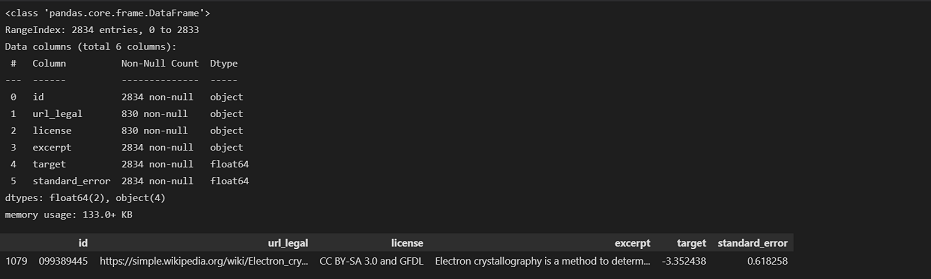 <class 'pandas.core.frame.DataFrame'>
RangeIndex: 2834 entries, 0 to 2833
Data columns (total 6 columns):
 #   Column          Non-Null Count  Dtype
---  ------          --------------  -----
 0   id              2834 non-null   object
 1   url_legal       830 non-null    object
 2   license         830 non-null    object
 3   excerpt         2834 non-null   object
 4   target          2834 non-null   float64
 5   standard_error  2834 non-null   float64
dtypes: float64(2), object(4)
memory usage: 133.0+ KB
id url_legal license excerpt target standard_error
1079 099389445 https://simple.wikipedia.org/wiki/Electron_cry... CC BY-SA 3.0 and GFDL Electron crystallography is a method to determ... -3.352438 0.618258